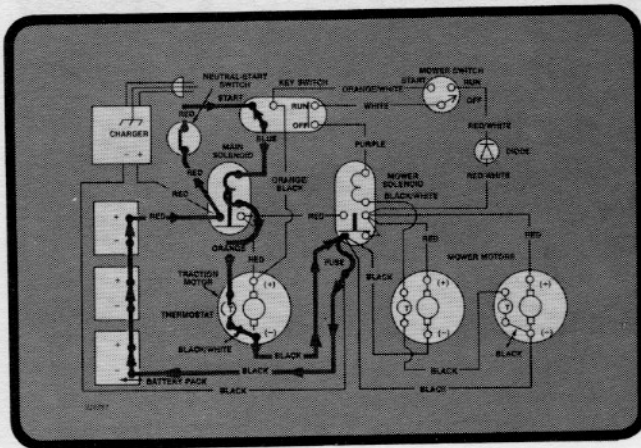 NEUTRAL-START
SWITCH
KEY SWITCH
MOWER SWITCH
START
RUN
OFF
ORANGE/WHITE
START
RED
RUN
WHITE
OFF
CHARGER
- +
BLUE
RED/WHITE
RED
MAIN
SOLENOID
PURPLE
DIODE
RED
ORANGE/
BLACK
MOWER
SOLENOID
BLACK/WHITE
RED/WHITE
+ -
RED
RED
ORANGE
RED
RED
RED
FUSE
BLACK
MOWER MOTORS
TRACTION
MOTOR
(+)
(+)
(+)
+ -
THERMOSTAT
T
T
(-)
(-)
(-)
BLACK/WHITE
BLACK
BLACK
BLACK
+ -
BLACK
BLACK
BATTERY PACK
BLACK